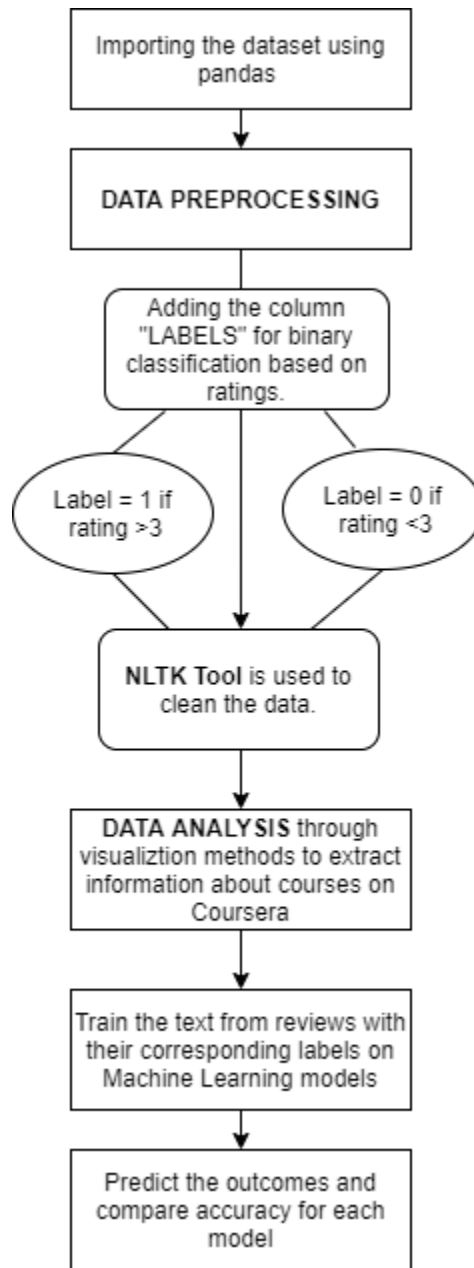 Importing the dataset using
pandas
DATA PREPROCESSING
Adding the column
"LABELS" for binary
classification based on
ratings.
Label = 1 if
rating >3
Label = 0 if
rating <3
NLTK Tool is used to
clean the data.
DATA ANALYSIS through
visualiztion methods to extract
information about courses on
Coursera
Train the text from reviews with
their corresponding labels on
Machine Learning models
Predict the outcomes and
compare accuracy for each
model